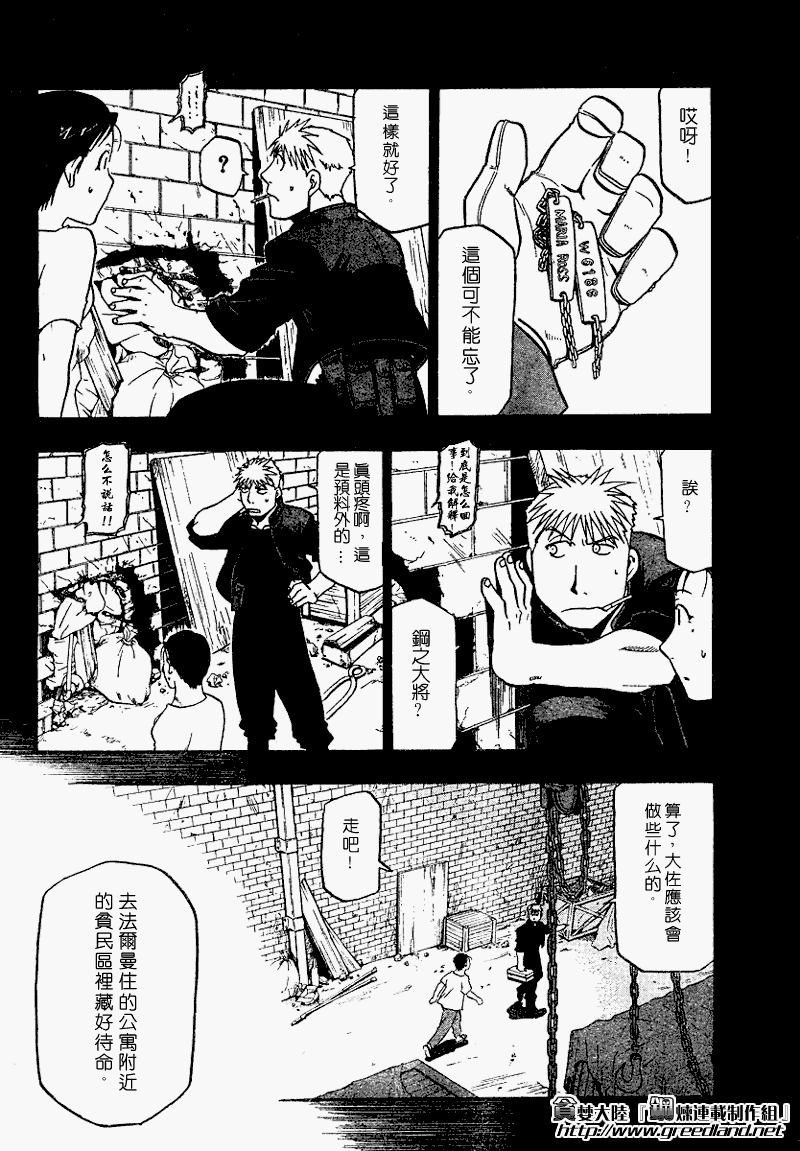 哎呀！
這個可不能忘了。
MARIA ROSS
W6186
這樣就好了。
？
誒？
到底是怎么回
事！給我解釋！
鋼之大將？
真頭疼啊，這
是預料外的…
怎么不說話！！
算了，大佐應該會
做些什么的。
走吧！
去法爾曼住的公寓附近
的貧民區裡藏好待命。
貪婪大陸『鋼煉連載制作組』
http://www.greedland.net